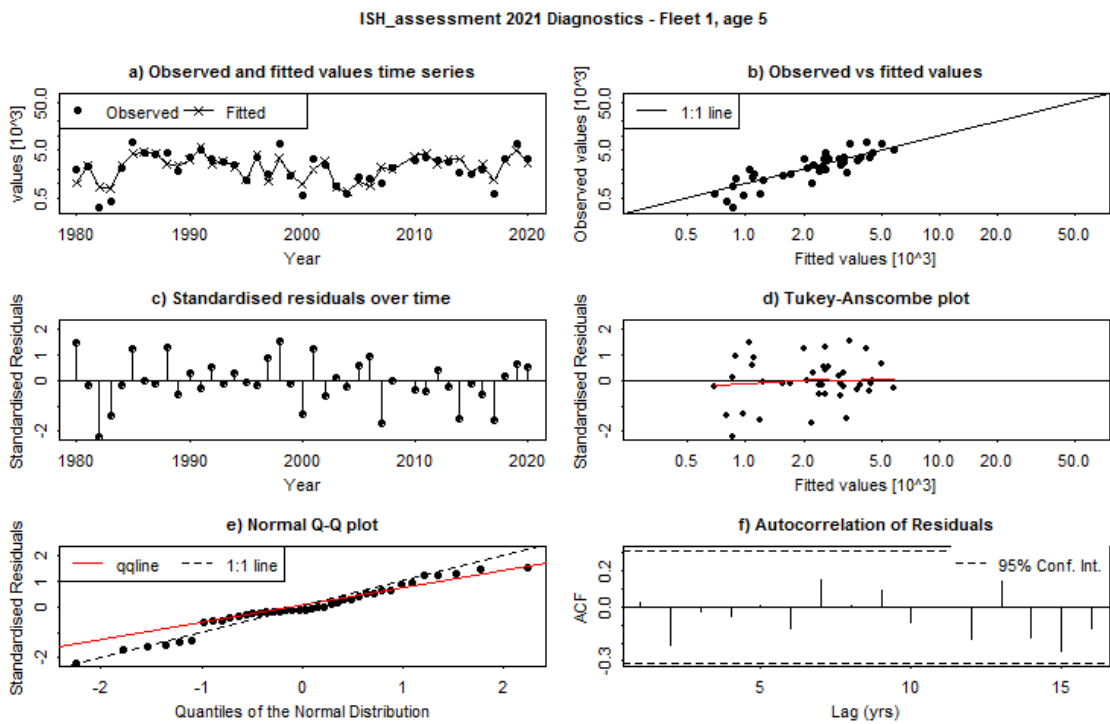 ISH_assessment 2021 Diagnostics - Fleet 1, age 5
a) Observed and fitted values time series
values [10^3]
50.0
5.0
0.5
Observed
Fitted
1980
1990
2000
2010
2020
Year
b) Observed vs fitted values
Observed values [10^3]
50.0
5.0
0.5
1:1 line
0.5
1.0
2.0
5.0
10.0
20.0
50.0
Fitted values [10^3]
c) Standardised residuals over time
Standardised Residuals
2
1
0
-2
1980
1990
2000
2010
2020
Year
d) Tukey-Anscombe plot
Standardised Residuals
2
1
0
-2
0.5
1.0
2.0
5.0
10.0
20.0
50.0
Fitted values [10^3]
e) Normal Q-Q plot
Standardised Residuals
2
1
0
-2
qqline
1:1 line
-2
-1
0
1
2
Quantiles of the Normal Distribution
f) Autocorrelation of Residuals
ACF
0.2
0.0
-0.3
95% Conf. Int.
5
10
15
Lag (yrs)